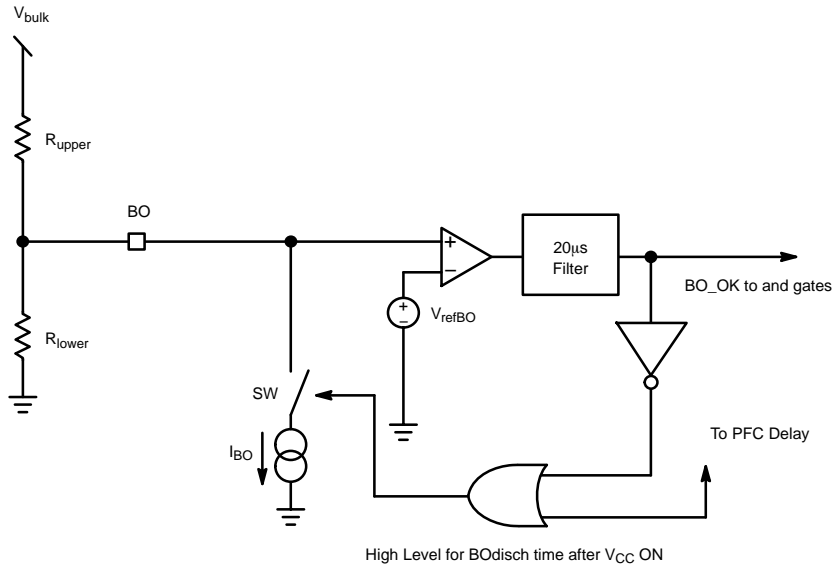 Vbulk
Rupper
BO
+
−
20μs
Filter
BO_OK to and gates
+
−
VrefBO
Rlower
SW
To PFC Delay
IBO
High Level for BOdisch time after VCC ON